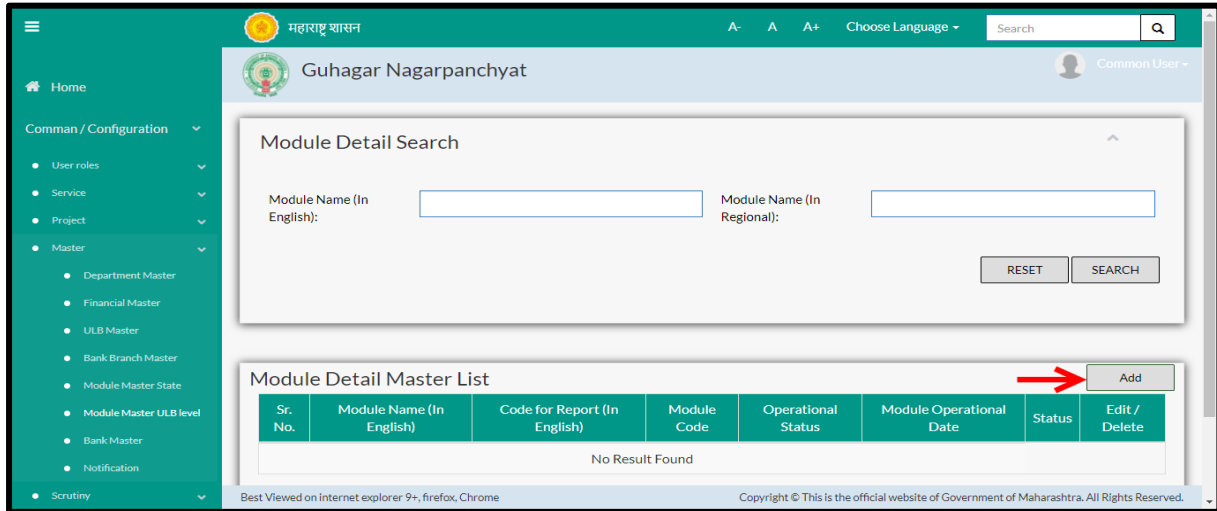 महाराष्ट्र शासन
A- A A+ Choose Language Search
Guhagar Nagarpanchyat
Common User
Home
Comman / Configuration
User roles
Service
Project
Master
Department Master
Financial Master
ULB Master
Bank Branch Master
Module Master State
Module Master ULB level
Bank Master
Notification
Scrutiny
Module Detail Search
Module Name (In
English):
Module Name (In
Regional):
RESET SEARCH
Module Detail Master List
Add
Sr.
No.
Module Name (In
English)
Code for Report (In
English)
Module
Code
Operational
Status
Module Operational
Date
Status
Edit /
Delete
No Result Found
Best Viewed on internet explorer 9+, firefox, Chrome
Copyright © This is the official website of Government of Maharashtra. All Rights Reserved.